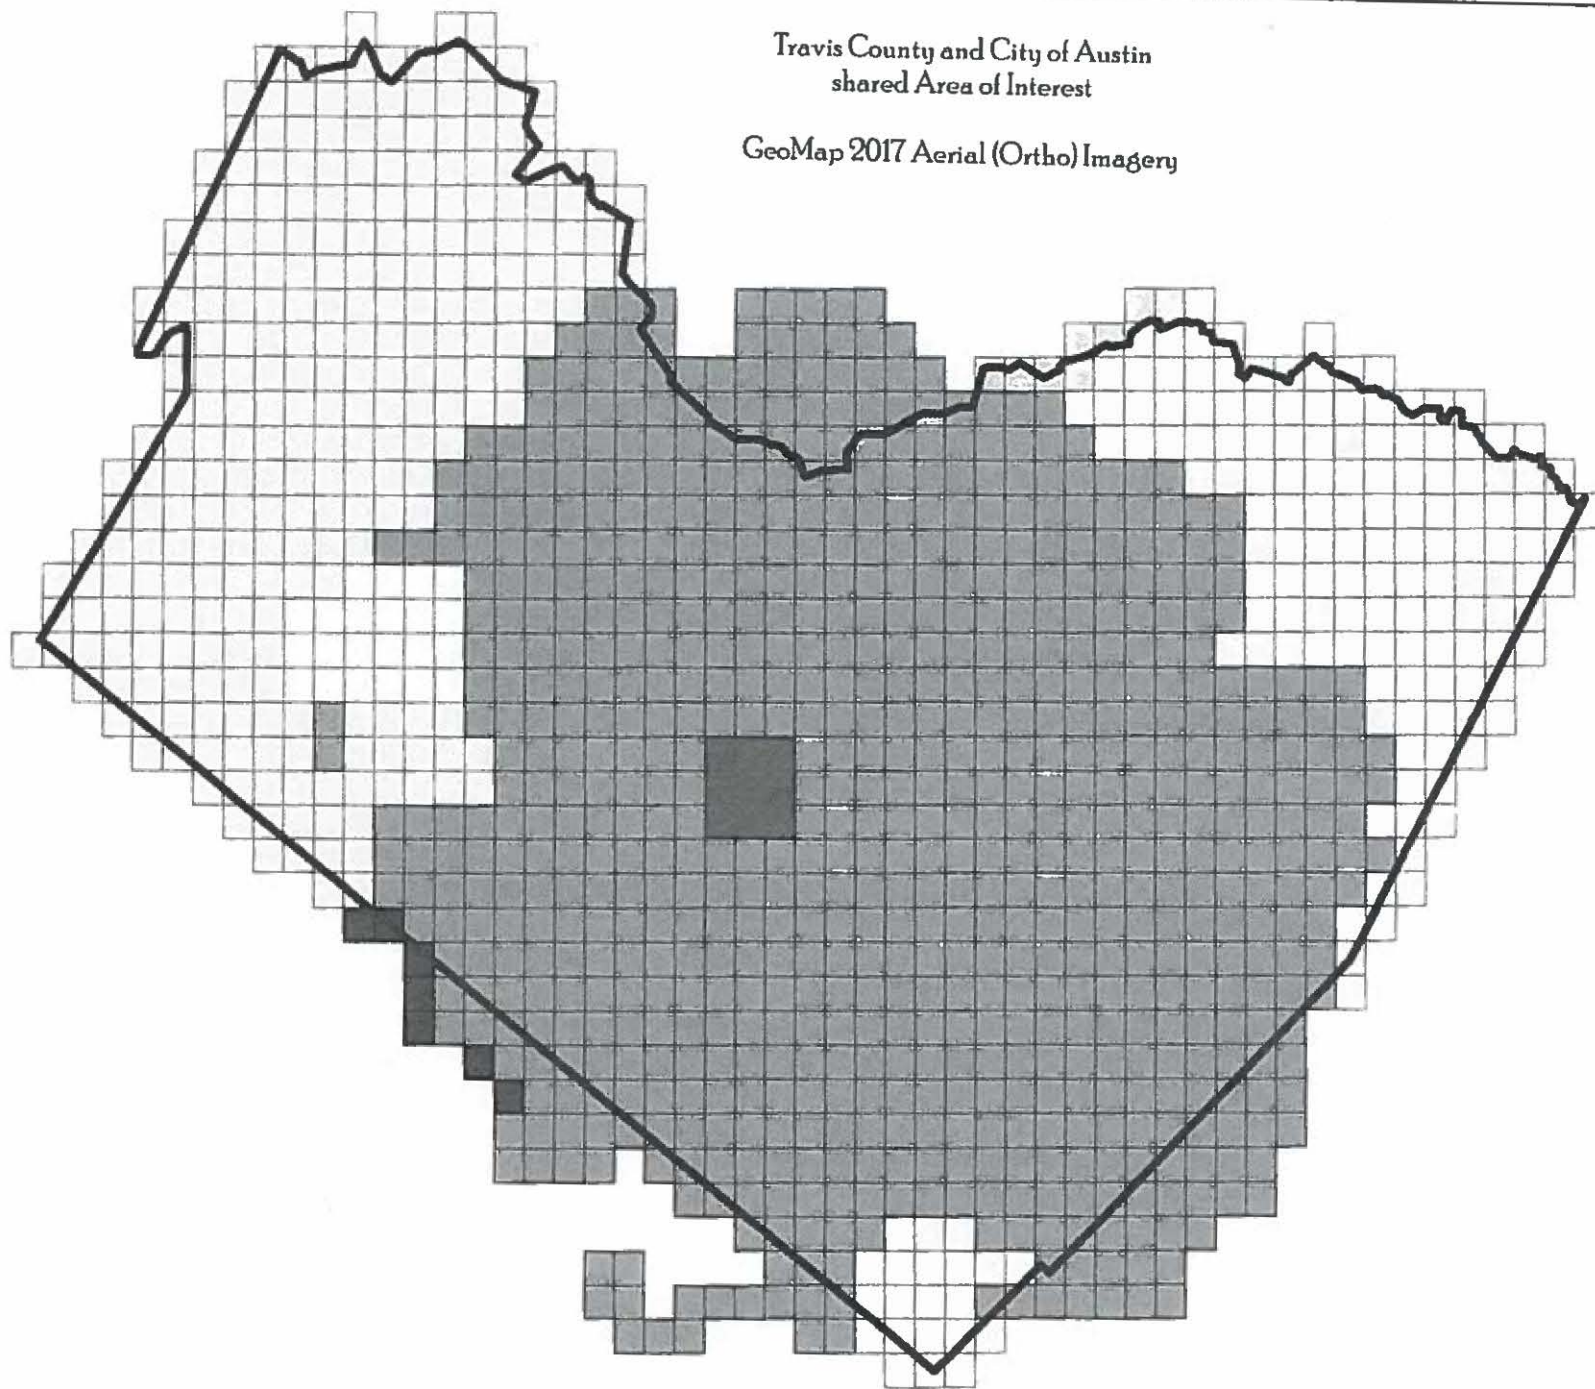 Travis County and City of Austin
shared Area of Interest
GeoMap 2017 Aerial (Ortho) Imagery